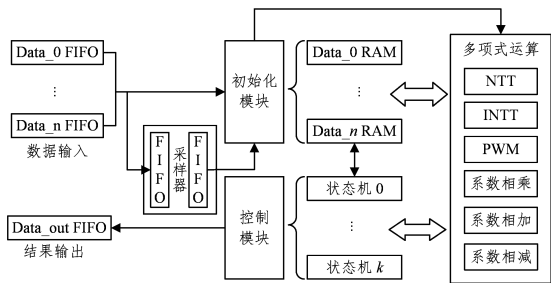 Data_0 FIFO
⋮
Data_n FIFO
数据输入
FIFO
采样器
FIFO
初始化
模块
Data_0 RAM
⋮
Data_n RAM
多项式运算
NTT
INTT
PWM
系数相乘
系数相加
系数相减
控制
模块
状态机 0
⋮
状态机 k
Data_out FIFO
结果输出